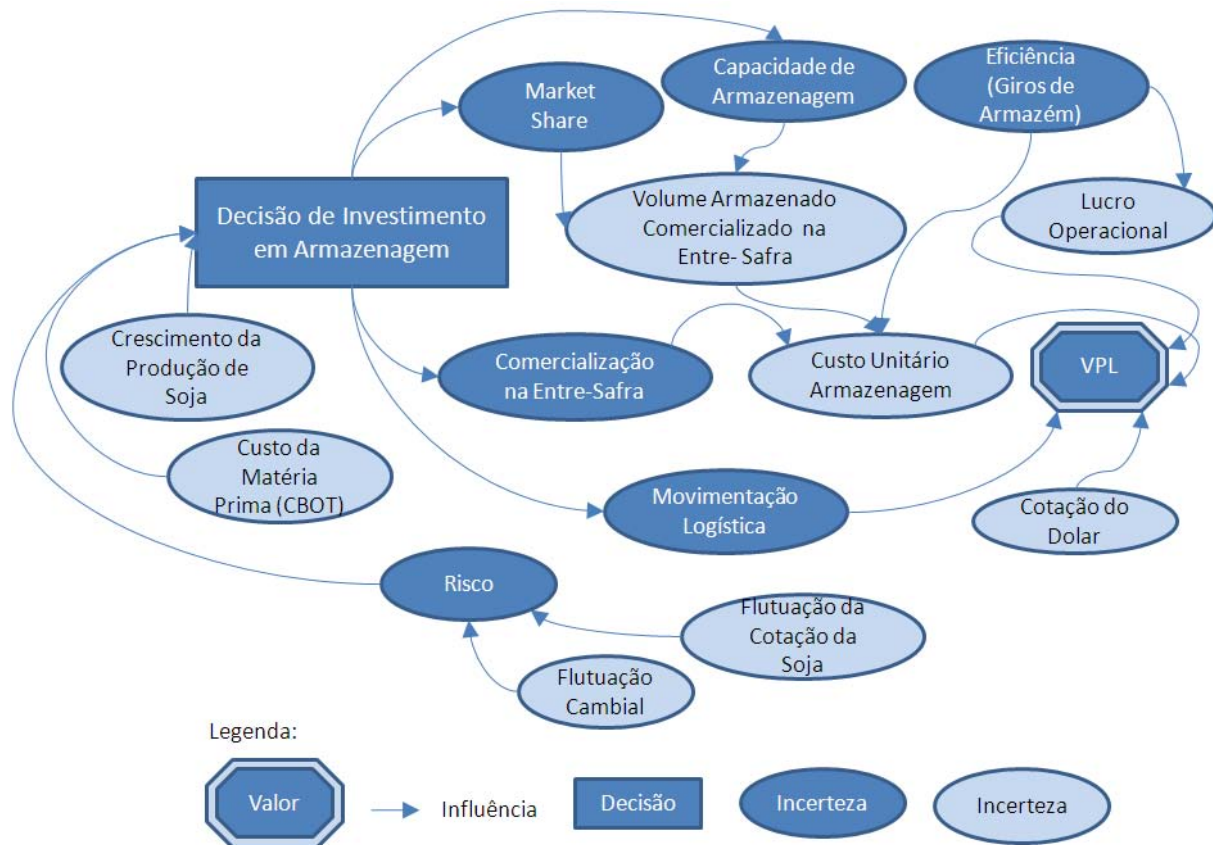 Market
Share
Capacidade de
Armazenagem
Eficiência
(Giros de
Armazém)
Decisão de Investimento
em Armazenagem
Volume Armazenado
Comercializado na
Entre- Safra
Lucro
Operacional
Crescimento da
Produção de
Soja
Comercialização
na Entre-Safra
Custo Unitário
Armazenagem
VPL
Custo da
Matéria
Prima (CBOT)
Movimentação
Logística
Cotação do
Dolar
Risco
Flutuação da
Cotação da
Soja
Flutuação
Cambial
Legenda:
Valor
Influência
Decisão
Incerteza
Incerteza